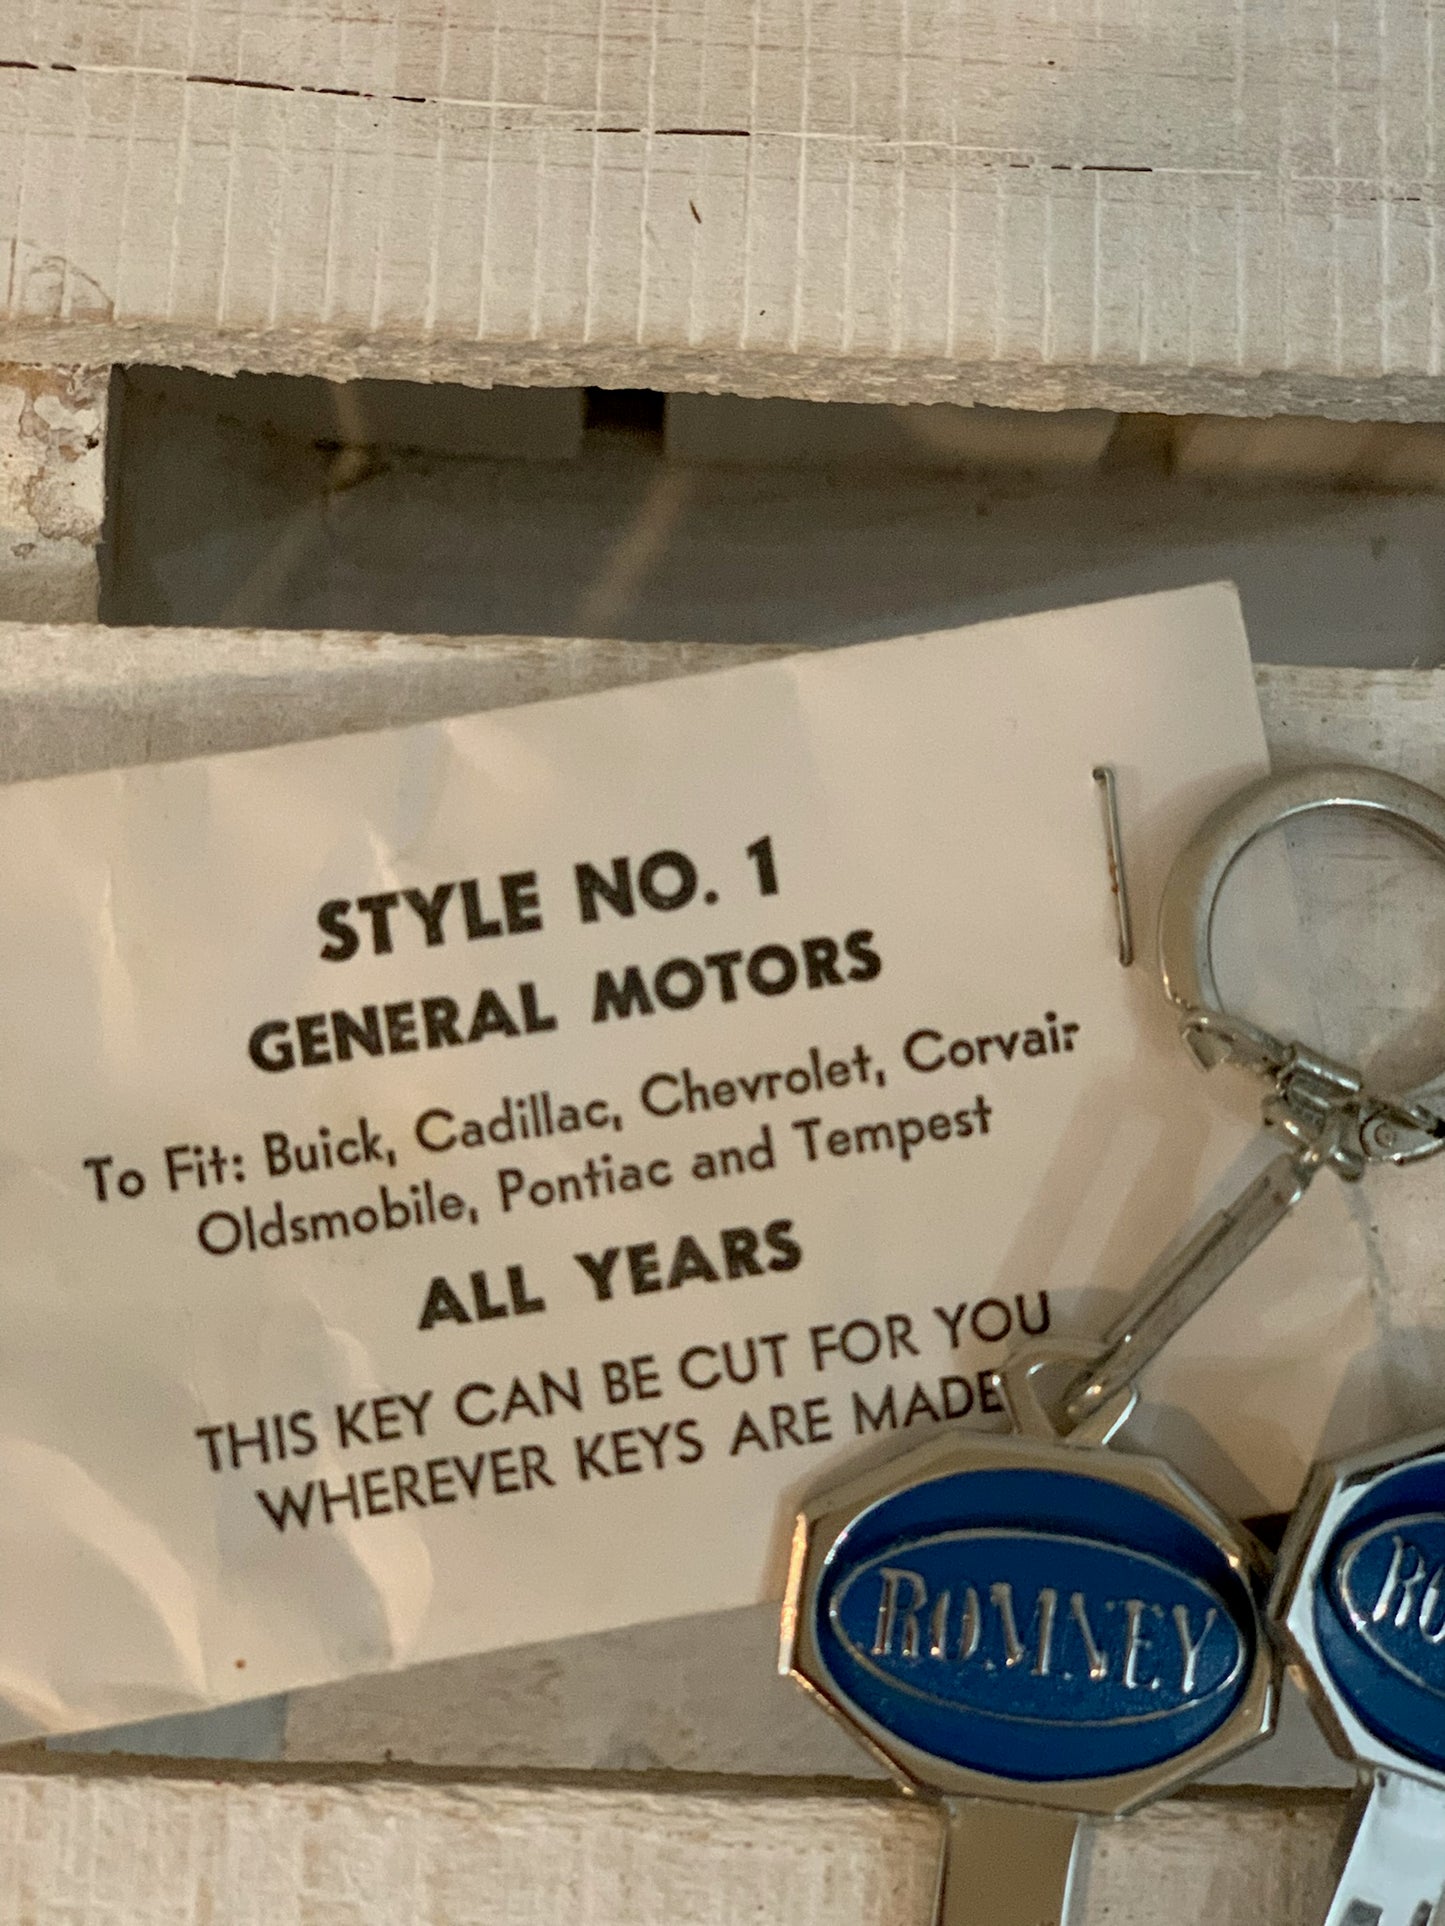 STYLE NO. 1
GENERAL MOTORS
To Fit: Buick, Cadillac, Chevrolet, Corvair
Oldsmobile, Pontiac and Tempest
ALL YEARS
THIS KEY CAN BE CUT FOR YOU
WHEREVER KEYS ARE MADE
ROMNEY